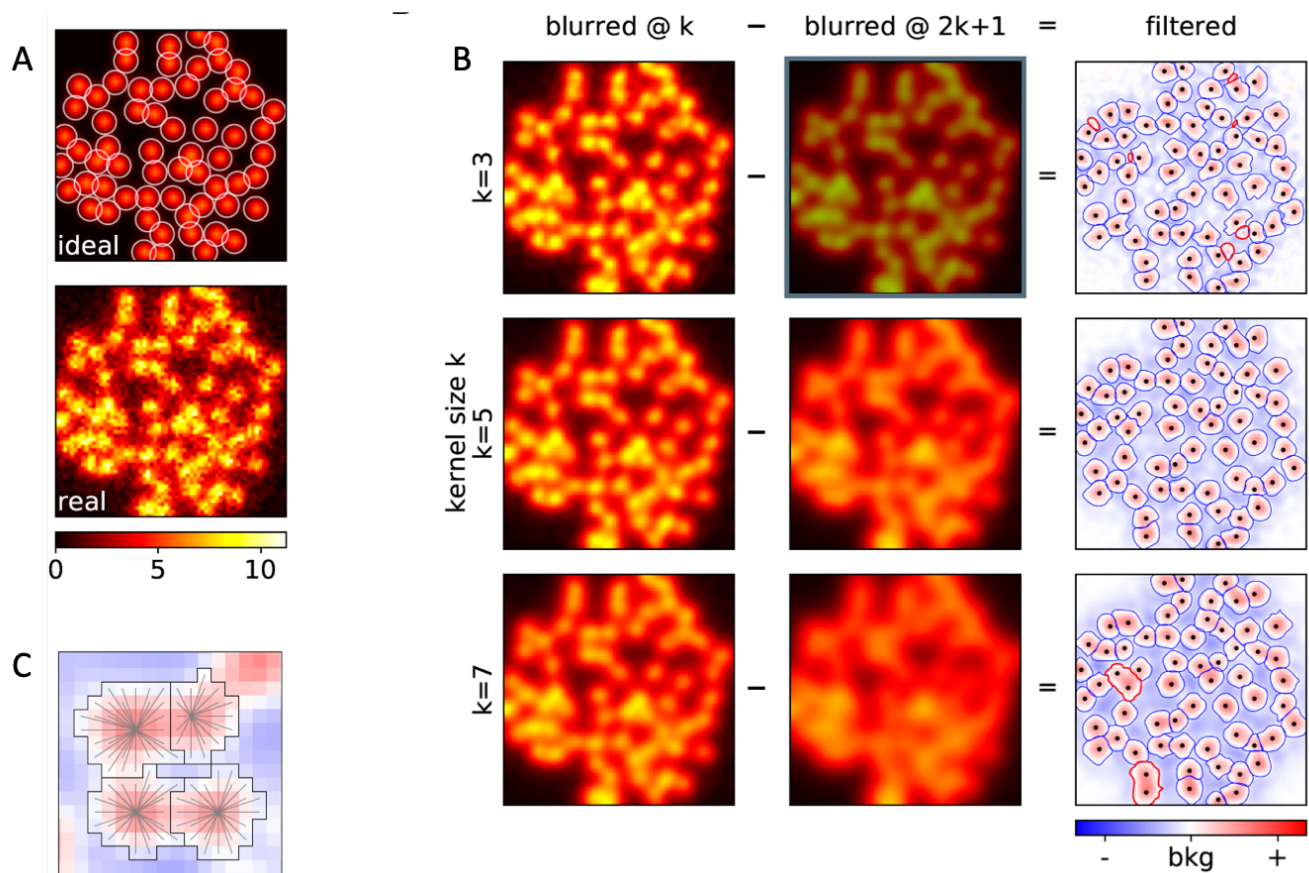 A
ideal
real
0 5 10
C
B
blurred @ k − blurred @ 2k+1 = filtered
kernel size k
k=3
− =
k=5
− =
k=7
− =
- bkg +